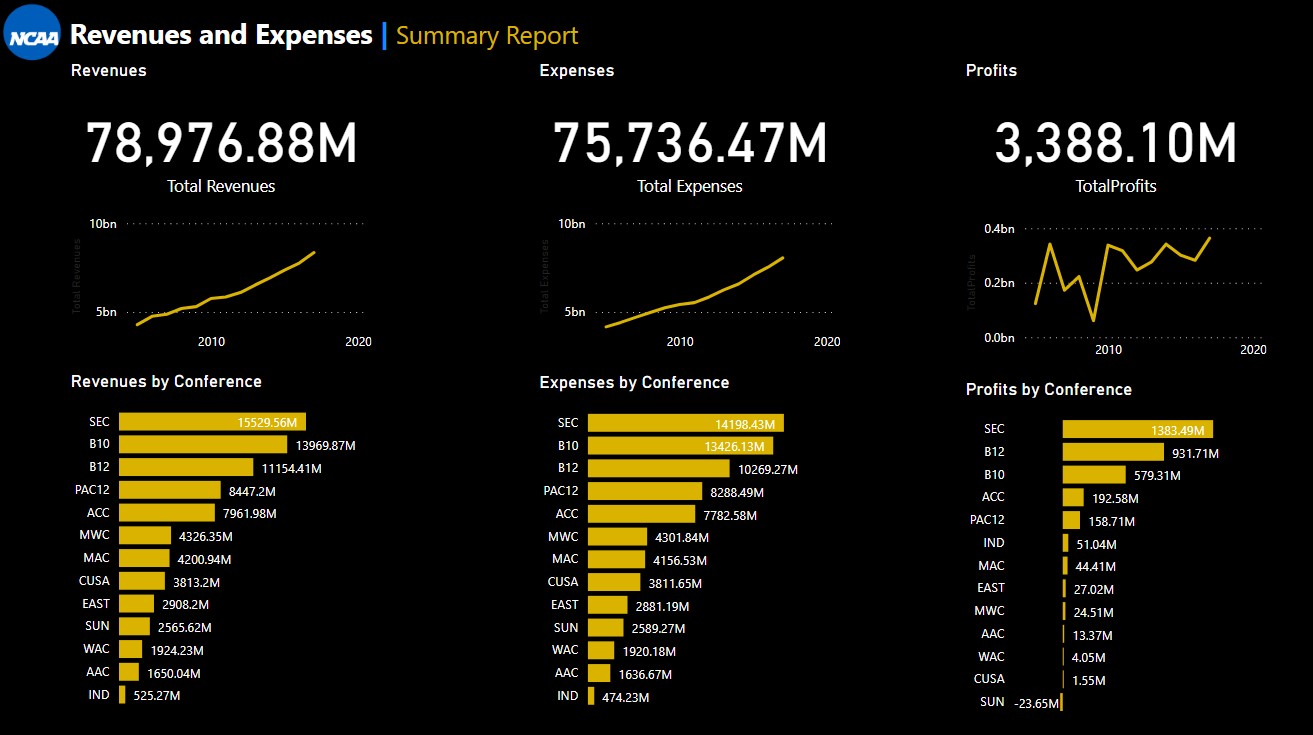 NCAA
Revenues and Expenses | Summary Report
Revenues
78,976.88M
Total Revenues
10bn
5bn
Total Revenues
2010 2020
Revenues by Conference
SEC 15529.56M
B10 13969.87M
B12 11154.41M
PAC12 8447.2M
ACC 7961.98M
MWC 4326.35M
MAC 4200.94M
CUSA 3813.2M
EAST 2908.2M
SUN 2565.62M
WAC 1924.23M
AAC 1650.04M
IND 525.27M
Expenses
75,736.47M
Total Expenses
10bn
5bn
Total Expenses
2010 2020
Expenses by Conference
SEC 14198.43M
B10 13426.13M
B12 10269.27M
PAC12 8288.49M
ACC 7782.58M
MWC 4301.84M
MAC 4156.53M
CUSA 3811.65M
EAST 2881.19M
SUN 2589.27M
WAC 1920.18M
AAC 1636.67M
IND 474.23M
Profits
3,388.10M
TotalProfits
0.4bn
0.2bn
0.0bn
TotalProfits
2010 2020
Profits by Conference
SEC 1383.49M
B12 931.71M
B10 579.31M
ACC 192.58M
PAC12 158.71M
IND 51.04M
MAC 44.41M
EAST 27.02M
MWC 24.51M
AAC 13.37M
WAC 4.05M
CUSA 1.55M
SUN -23.65M